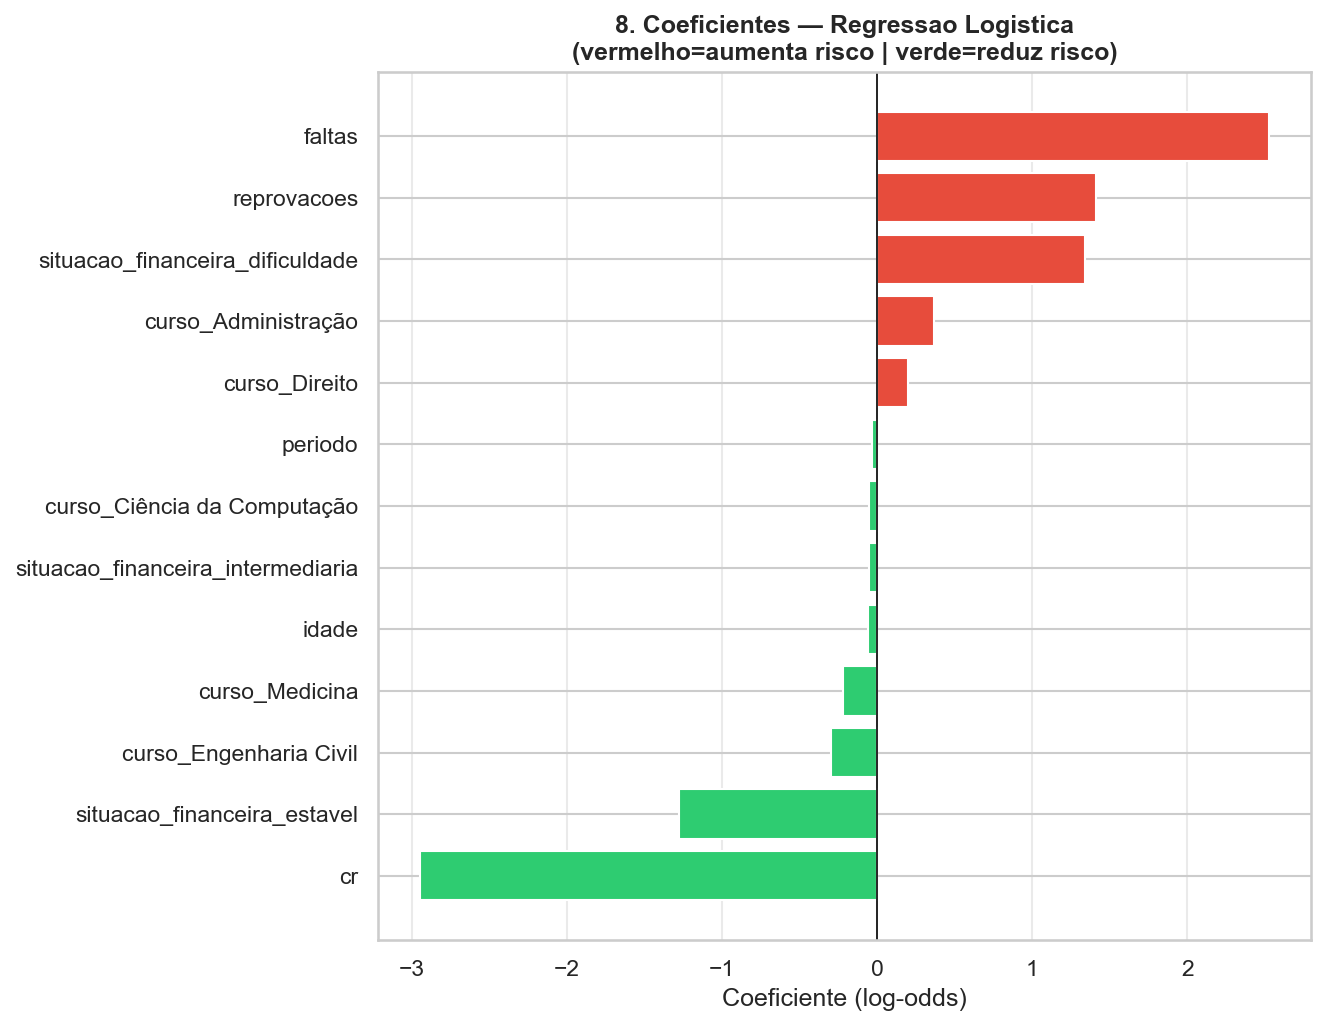 8. Coeficientes — Regressao Logistica
(vermelho=aumenta risco | verde=reduz risco)
faltas
reprovacoes
situacao_financeira_dificuldade
curso_Administração
curso_Direito
periodo
curso_Ciência da Computação
situacao_financeira_intermediaria
idade
curso_Medicina
curso_Engenharia Civil
situacao_financeira_estavel
cr
−3 −2 −1 0 1 2
Coeficiente (log-odds)